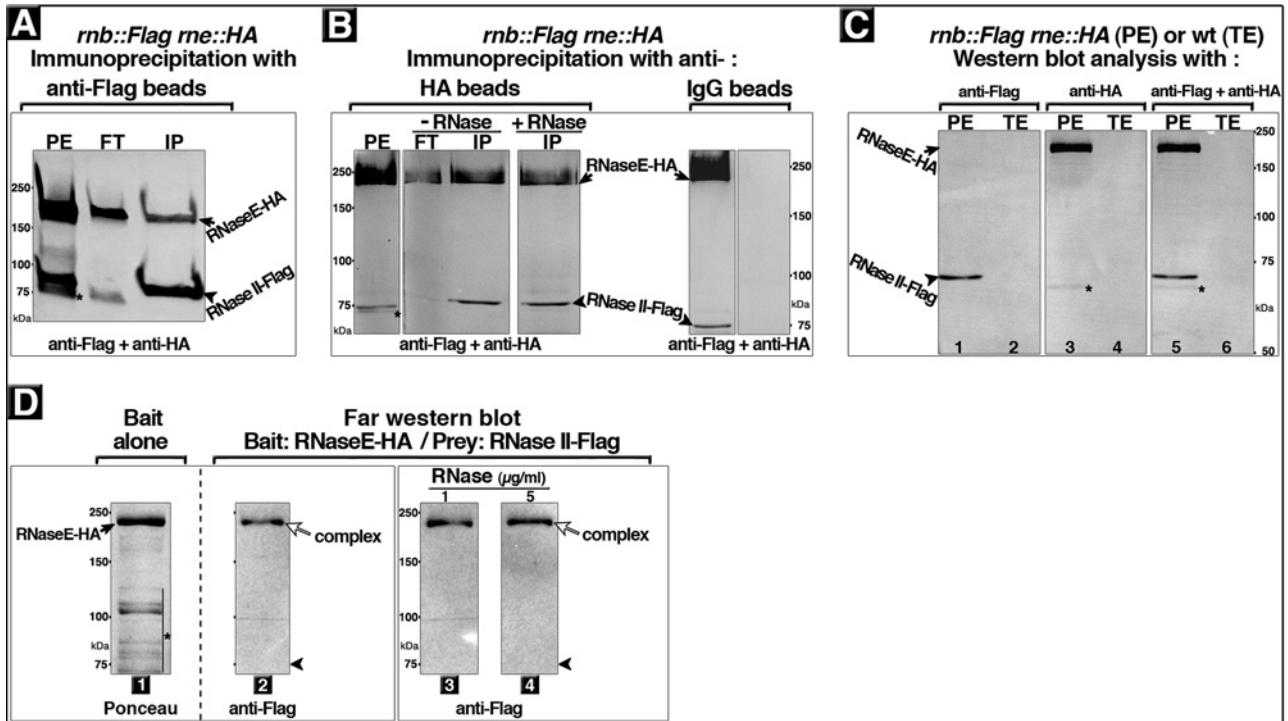 A
rnb::Flag rne::HA
Immunoprecipitation with
anti-Flag beads
PE FT IP
250
150
100
75
kDa
*
RNaseE-HA
RNase II-Flag
anti-Flag + anti-HA
B
rnb::Flag rne::HA
Immunoprecipitation with anti- :
HA beads
IgG beads
- RNase + RNase
PE FT IP IP
250
150
100
75
kDa
*
RNaseE-HA
RNase II-Flag
250
150
100
kDa
75
anti-Flag + anti-HA
anti-Flag + anti-HA
C
rnb::Flag rne::HA (PE) or wt (TE)
Western blot analysis with :
anti-Flag anti-HA anti-Flag + anti-HA
PE TE PE TE PE TE
RNaseE-HA
RNase II-Flag
* *
250
150
100
kDa
75
50
1 2 3 4 5 6
D
Bait
alone
Far western blot
Bait: RNaseE-HA / Prey: RNase II-Flag
RNase (µg/ml)
1 5
RNaseE-HA
250
150
100
kDa
75
*
complex
250
150
100
kDa
75
complex
1 2 3 4
Ponceau anti-Flag anti-Flag